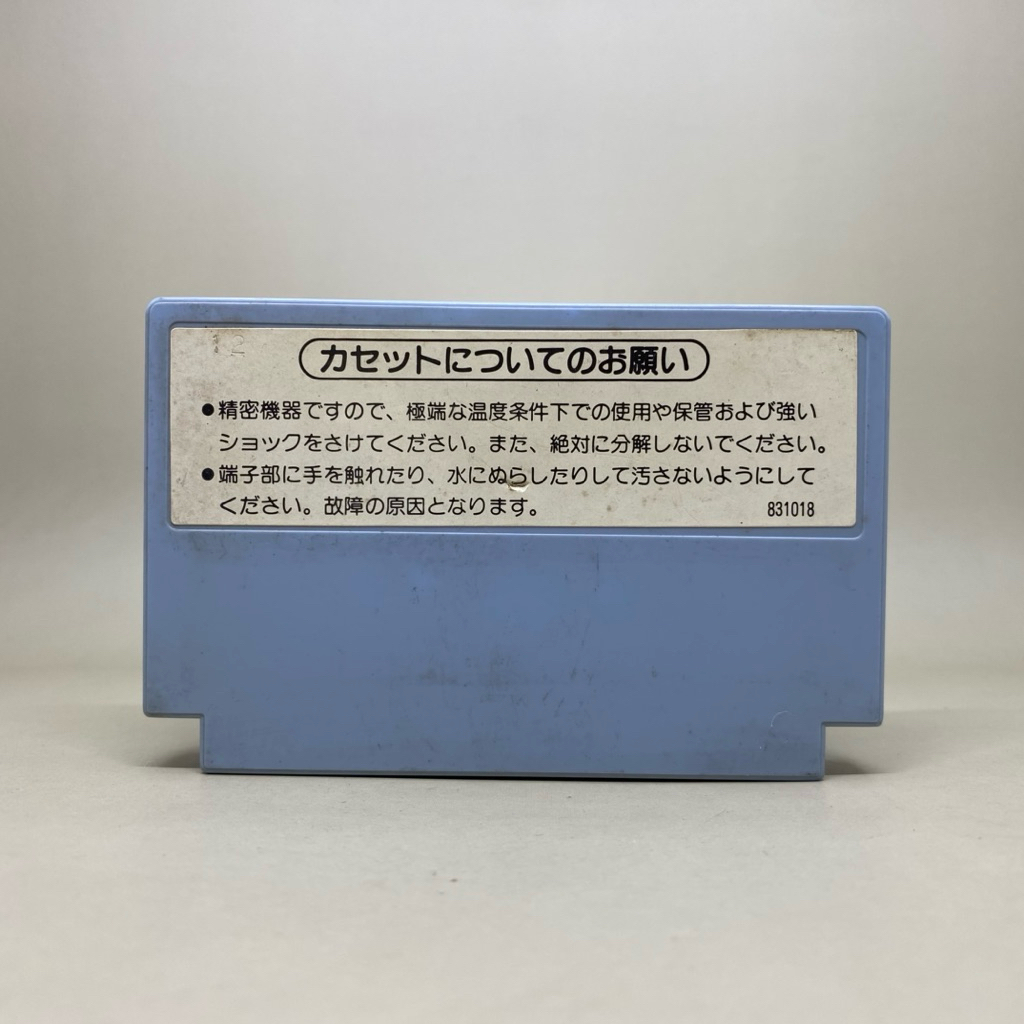 カセットについてのお願い
●精密機器ですので、極端な温度条件下での使用や保管および強い
ショックをさけてください。また、絶対に分解しないでください。
●端子部に手を触れたり、水にぬらしたりして汚さないようにして
ください。故障の原因となります。
831018